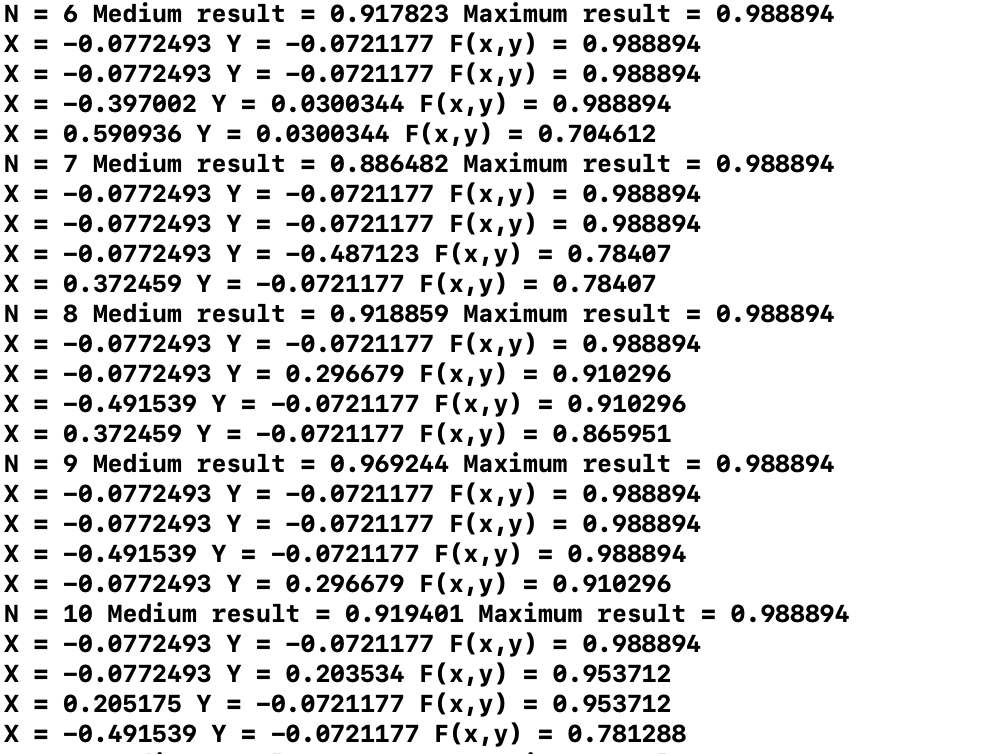 N = 6 Medium result = 0.917823 Maximum result = 0.988894
X = -0.0772493 Y = -0.0721177 F(x,y) = 0.988894
X = -0.0772493 Y = -0.0721177 F(x,y) = 0.988894
X = -0.397002 Y = 0.0300344 F(x,y) = 0.988894
X = 0.590936 Y = 0.0300344 F(x,y) = 0.704612
N = 7 Medium result = 0.886482 Maximum result = 0.988894
X = -0.0772493 Y = -0.0721177 F(x,y) = 0.988894
X = -0.0772493 Y = -0.0721177 F(x,y) = 0.988894
X = -0.0772493 Y = -0.487123 F(x,y) = 0.78407
X = 0.372459 Y = -0.0721177 F(x,y) = 0.78407
N = 8 Medium result = 0.918859 Maximum result = 0.988894
X = -0.0772493 Y = -0.0721177 F(x,y) = 0.988894
X = -0.0772493 Y = 0.296679 F(x,y) = 0.910296
X = -0.491539 Y = -0.0721177 F(x,y) = 0.910296
X = 0.372459 Y = -0.0721177 F(x,y) = 0.865951
N = 9 Medium result = 0.969244 Maximum result = 0.988894
X = -0.0772493 Y = -0.0721177 F(x,y) = 0.988894
X = -0.0772493 Y = -0.0721177 F(x,y) = 0.988894
X = -0.491539 Y = -0.0721177 F(x,y) = 0.988894
X = -0.0772493 Y = 0.296679 F(x,y) = 0.910296
N = 10 Medium result = 0.919401 Maximum result = 0.988894
X = -0.0772493 Y = -0.0721177 F(x,y) = 0.988894
X = -0.0772493 Y = 0.203534 F(x,y) = 0.953712
X = 0.205175 Y = -0.0721177 F(x,y) = 0.953712
X = -0.491539 Y = -0.0721177 F(x,y) = 0.781288